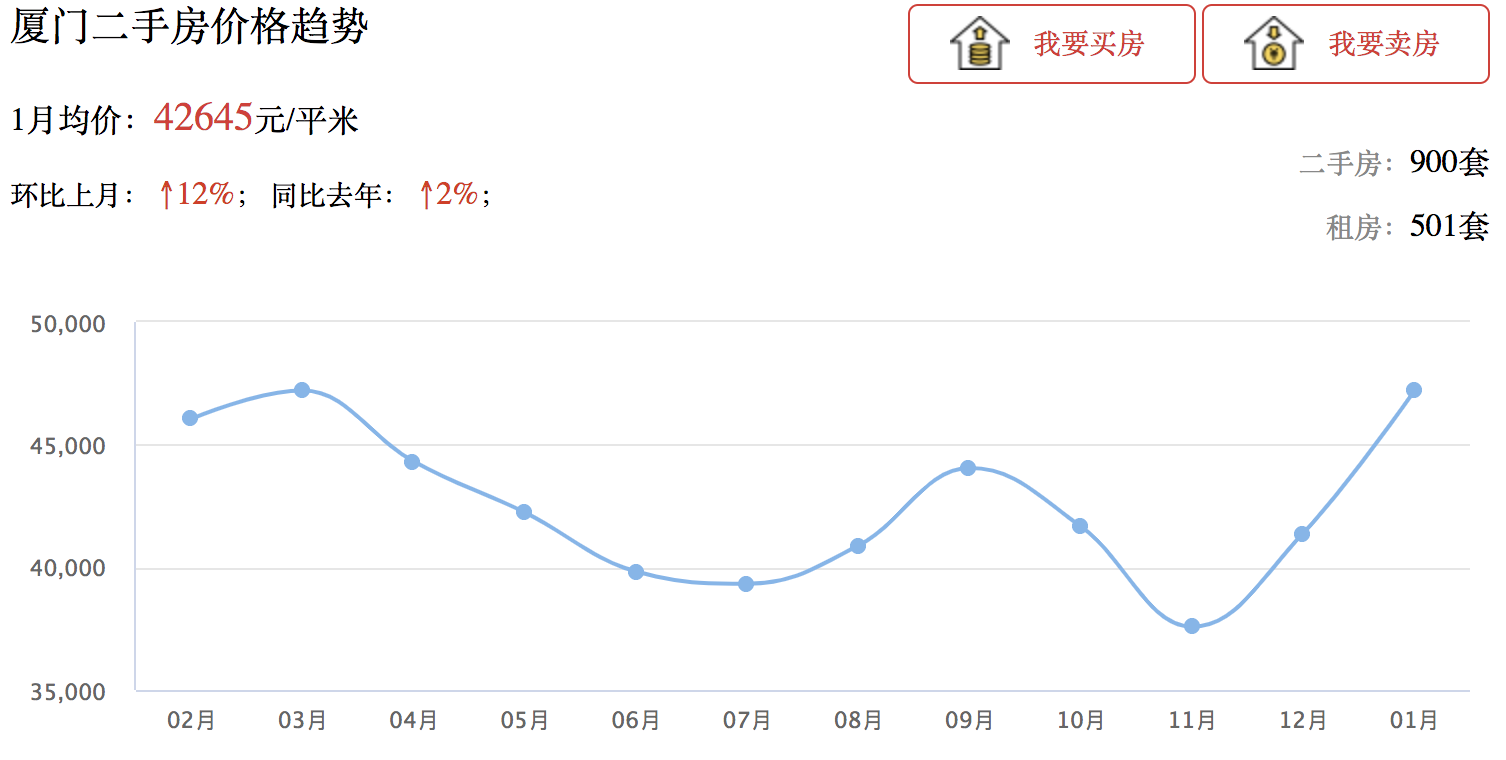 厦门二手房价格趋势
我要买房
我要卖房
1月均价：42645元/平米
环比上月：↑12%； 同比去年：↑2%；
二手房：900套
租房：501套
50,000
45,000
40,000
35,000
02月 03月 04月 05月 06月 07月 08月 09月 10月 11月 12月 01月